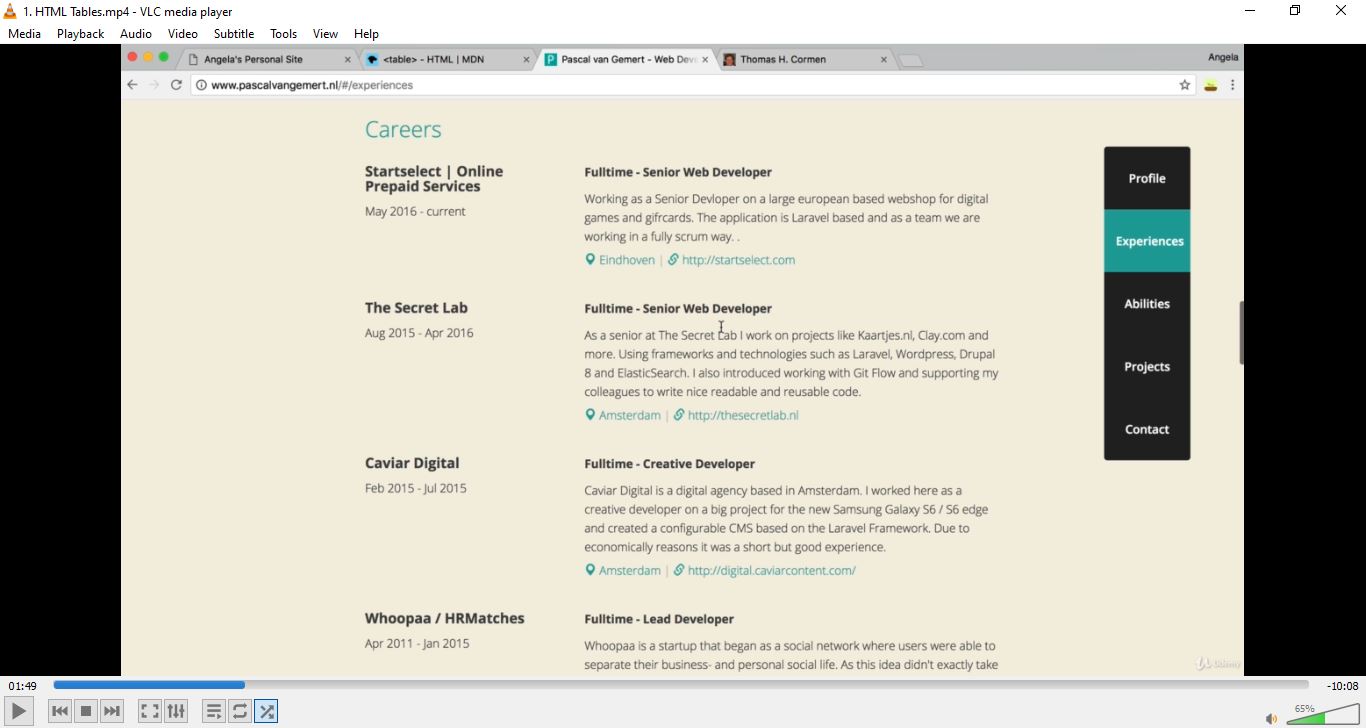 1. HTML Tables.mp4 - VLC media player
Media Playback Audio Video Subtitle Tools View Help
Angela's Personal Site
<table> - HTML | MDN
Pascal van Gemert - Web Deve
Thomas H. Cormen
Angela
www.pascalvangemert.nl/#/experiences
Careers
Startselect | Online
Prepaid Services
May 2016 - current
Fulltime - Senior Web Developer
Working as a Senior Devloper on a large european based webshop for digital
games and gifrcards. The application is Laravel based and as a team we are
working in a fully scrum way. .
Eindhoven | http://startselect.com
The Secret Lab
Aug 2015 - Apr 2016
Fulltime - Senior Web Developer
As a senior at The Secret Lab I work on projects like Kaartjes.nl, Clay.com and
more. Using frameworks and technologies such as Laravel, Wordpress, Drupal
8 and ElasticSearch. I also introduced working with Git Flow and supporting my
colleagues to write nice readable and reusable code.
Amsterdam | http://thesecretlab.nl
Caviar Digital
Feb 2015 - Jul 2015
Fulltime - Creative Developer
Caviar Digital is a digital agency based in Amsterdam. I worked here as a
creative developer on a big project for the new Samsung Galaxy S6 / S6 edge
and created a configurable CMS based on the Laravel Framework. Due to
economically reasons it was a short but good experience.
Amsterdam | http://digital.caviarcontent.com/
Whoopaa / HRMatches
Apr 2011 - Jan 2015
Fulltime - Lead Developer
Whoopaa is a startup that began as a social network where users were able to
separate their business- and personal social life. As this idea didn't exactly take
Profile
Experiences
Abilities
Projects
Contact
Udemy
01:49
-10:08
65%